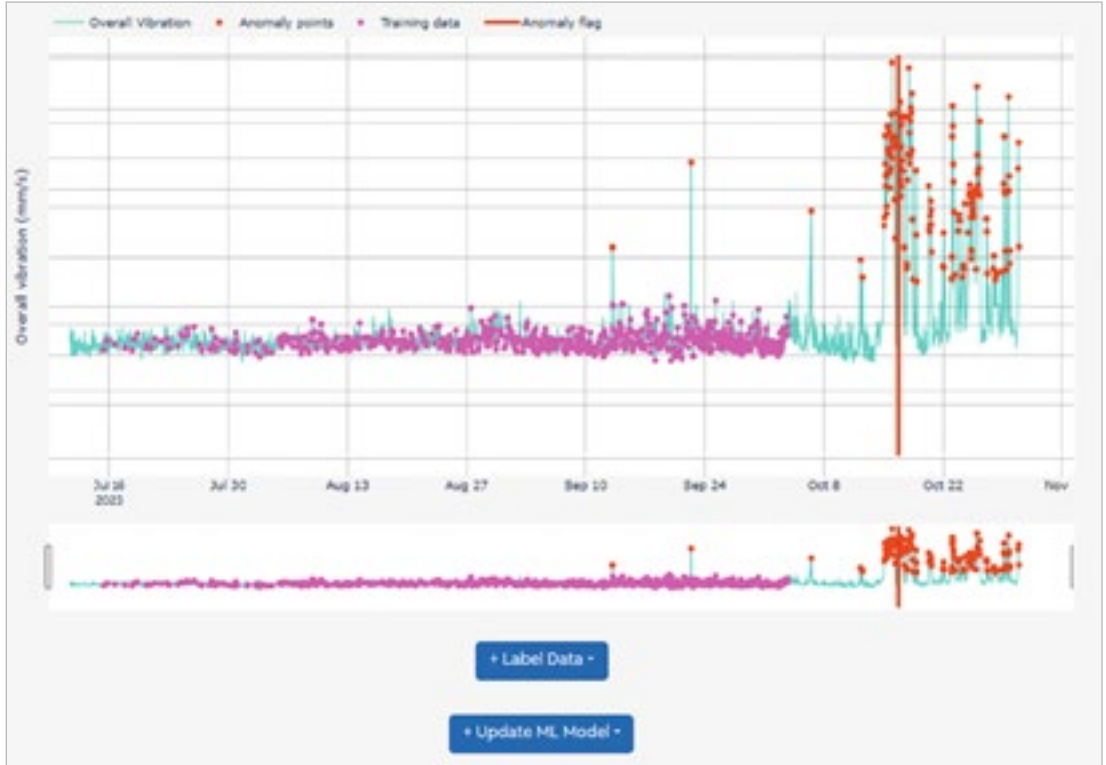 Overall Vibration Anomaly points Training data Anomaly flag
Overall vibration (mm/s)
Jul 16 Jul 30 Aug 13 Aug 27 Sep 10 Sep 24 Oct 8 Oct 22 Nov
2023
+ Label Data -
+ Update ML Model -